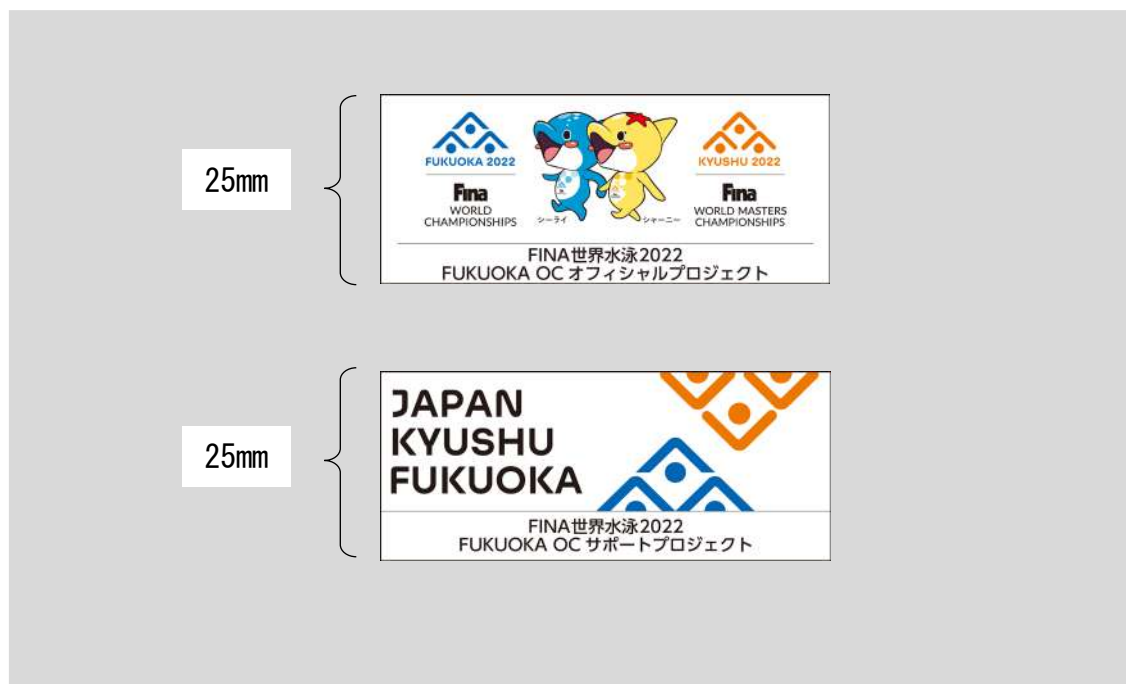 25mm
FUKUOKA 2022
Fina
WORLD
CHAMPIONSHIPS
シーライ
シャーニー
KYUSHU 2022
Fina
WORLD MASTERS
CHAMPIONSHIPS
FINA世界水泳2022
FUKUOKA OC オフィシャルプロジェクト
25mm
JAPAN
KYUSHU
FUKUOKA
FINA世界水泳2022
FUKUOKA OC サポートプロジェクト